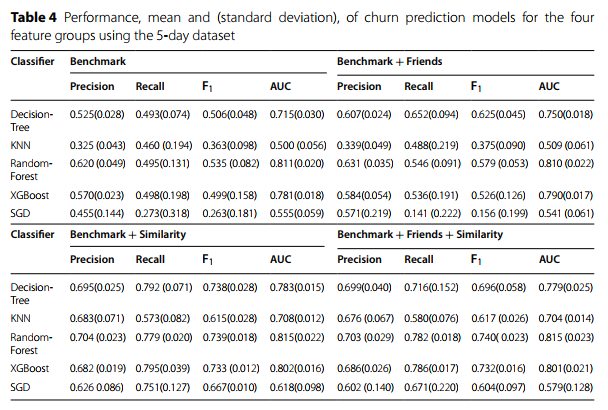 Table 4 Performance, mean and (standard deviation), of churn prediction models for the four
feature groups using the 5-day dataset
Classifier Benchmark Benchmark + Friends
Precision Recall F1 AUC Precision Recall F1 AUC
Decision- 0.525(0.028) 0.493(0.074) 0.506(0.048) 0.715(0.030) 0.607(0.024) 0.652(0.094) 0.625(0.045) 0.750(0.018)
Tree
KNN 0.325 (0.043) 0.460 (0.194) 0.363(0.098) 0.500 (0.056) 0.339(0.049) 0.488(0.219) 0.375(0.090) 0.509 (0.061)
Random- 0.620 (0.049) 0.495(0.131) 0.535 (0.082) 0.811(0.020) 0.631 (0.035) 0.546 (0.091) 0.579 (0.053) 0.810 (0.022)
Forest
XGBoost 0.570(0.023) 0.498(0.198) 0.499(0.158) 0.781(0.018) 0.584(0.054) 0.536(0.191) 0.526(0.126) 0.790(0.017)
SGD 0.455(0.144) 0.273(0.318) 0.263(0.181) 0.555(0.059) 0.571(0.219) 0.141 (0.222) 0.156 (0.199) 0.541 (0.061)
Classifier Benchmark + Similarity Benchmark + Friends + Similarity
Precision Recall F1 AUC Precision Recall F1 AUC
Decision- 0.695(0.025) 0.792 (0.071) 0.738(0.028) 0.783(0.015) 0.699(0.040) 0.716(0.152) 0.696(0.058) 0.779(0.025)
Tree
KNN 0.683(0.071) 0.573(0.082) 0.615(0.028) 0.708(0.012) 0.676 (0.067) 0.580(0.076) 0.617 (0.026) 0.704 (0.014)
Random- 0.704 (0.023) 0.779 (0.020) 0.739(0.018) 0.815(0.022) 0.703 (0.029) 0.782 (0.018) 0.740( 0.023) 0.815 (0.023)
Forest
XGBoost 0.682 (0.019) 0.795(0.039) 0.733 (0.012) 0.802(0.016) 0.686(0.026) 0.786(0.017) 0.732(0.016) 0.801(0.021)
SGD 0.626 0.086) 0.751(0.127) 0.667(0.010) 0.618(0.098) 0.602 (0.140) 0.671(0.220) 0.604(0.097) 0.579(0.128)